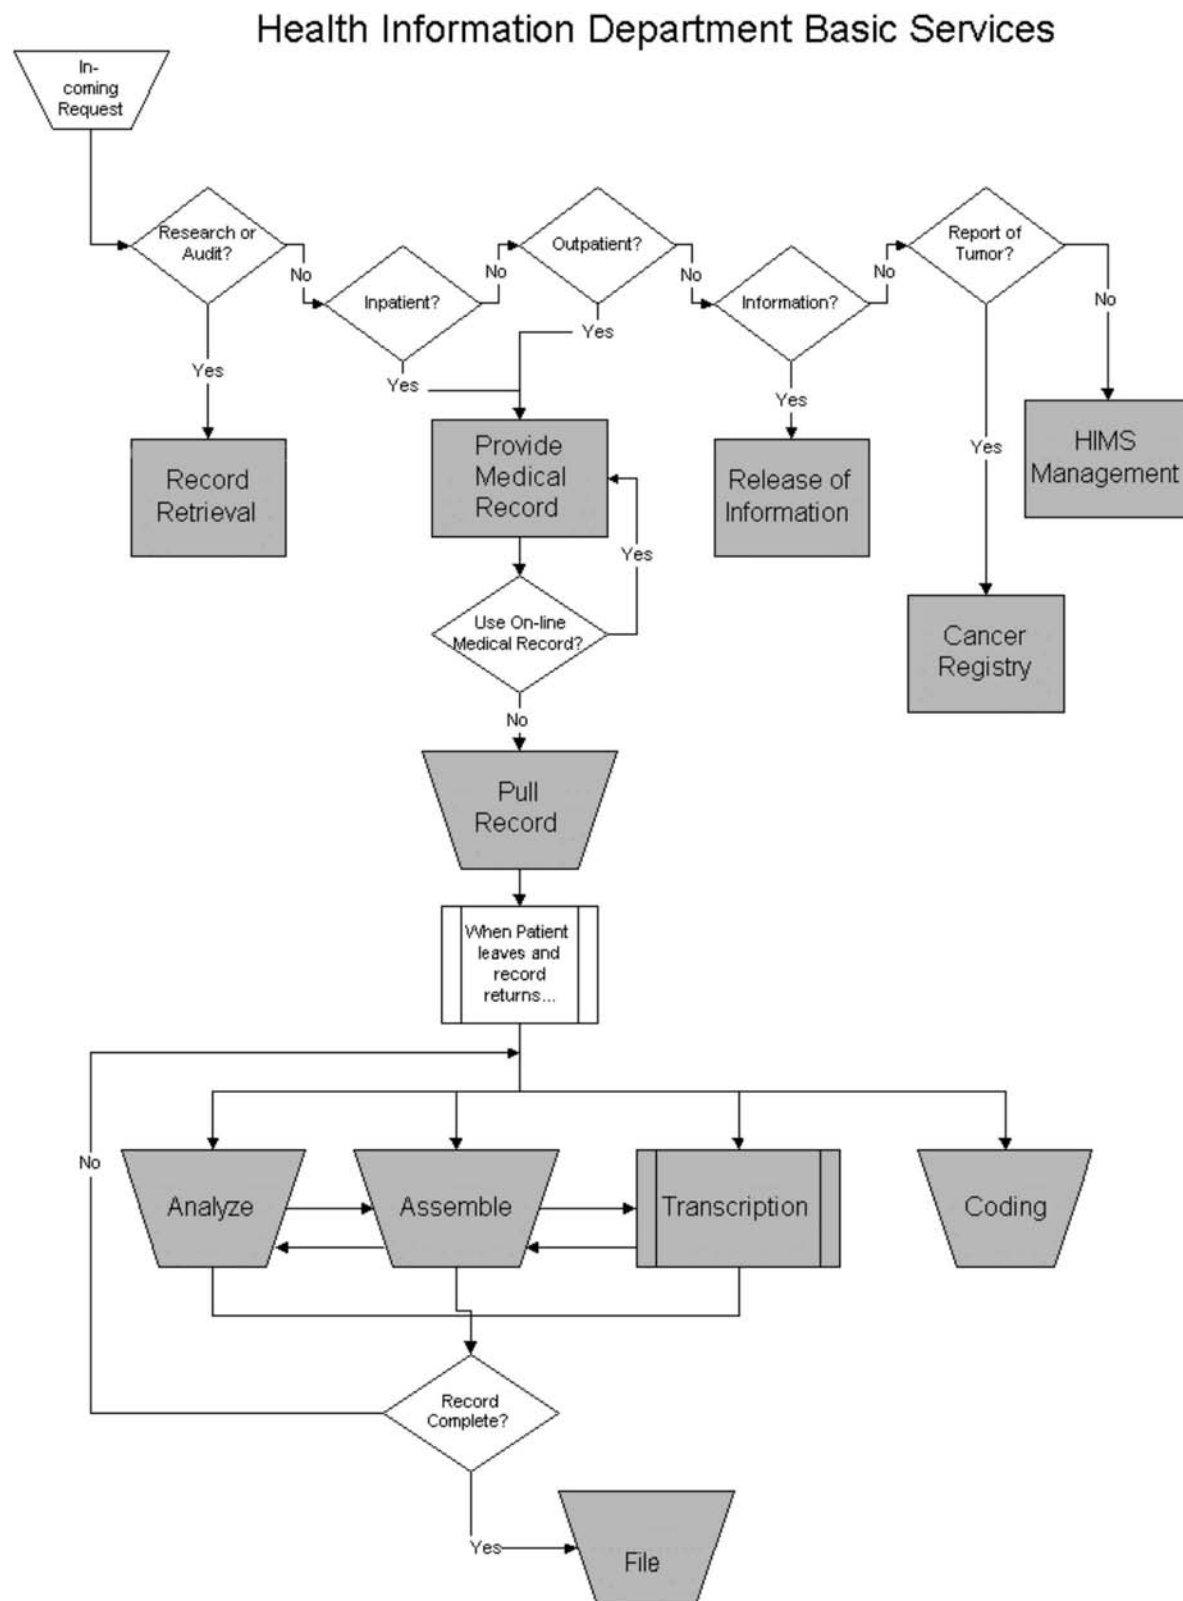 Health Information Department Basic Services
In-
coming
Request
Research or
Audit?
No
Inpatient?
No
Outpatient?
No
Information?
No
Report of
Tumor?
No
Yes
Yes
Yes
Yes
Yes
Record
Retrieval
Provide
Medical
Record
Release of
Information
HIMS
Management
Yes
Use On-line
Medical Record?
Cancer
Registry
No
Pull
Record
When Patient
leaves and
record
returns...
No
Analyze
Assemble
Transcription
Coding
Record
Complete?
Yes
File